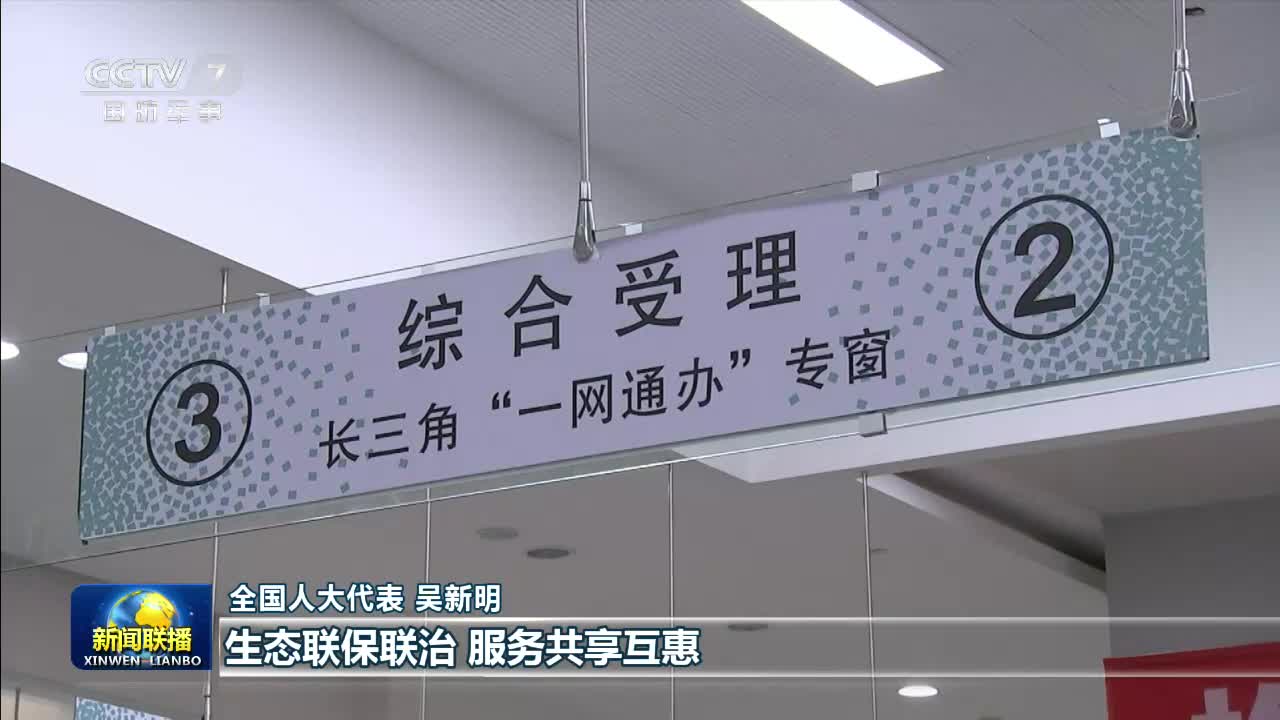 CCTV 7
国防军事
综合受理
长三角“一网通办”专窗
3
2
全国人大代表 吴新明
生态联保联治 服务共享互惠
新闻联播
XINWEN LIANBO